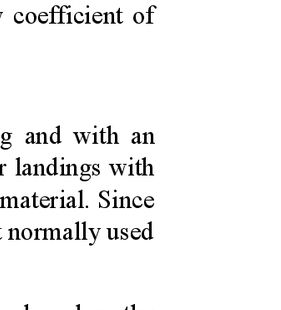 coefficient of
and with an
landings with
material. Since
normally used